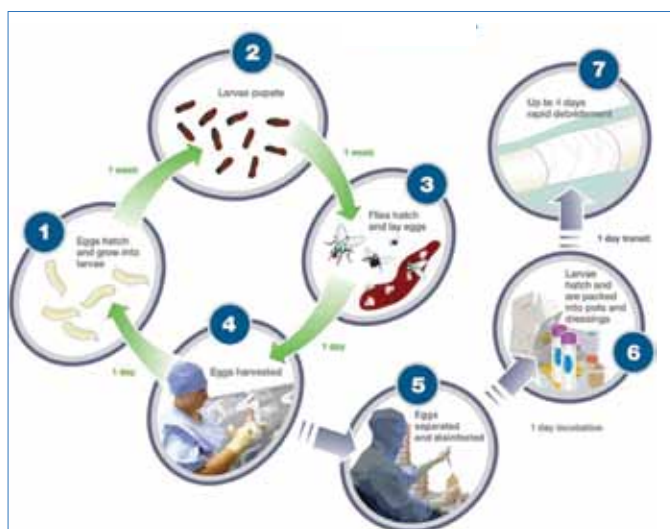 1
Eggs hatch
and grow into
larvae
1 week
2
Larvae pupate
1 week
3
Flies hatch
and lay eggs
1 day
4
Eggs harvested
1 day
5
Eggs
separated
and disinfected
6
Larvae
hatch and
are packed
into pots and
dressings
1 day incubation
1 day transit
7
Up to 4 days
rapid debridement